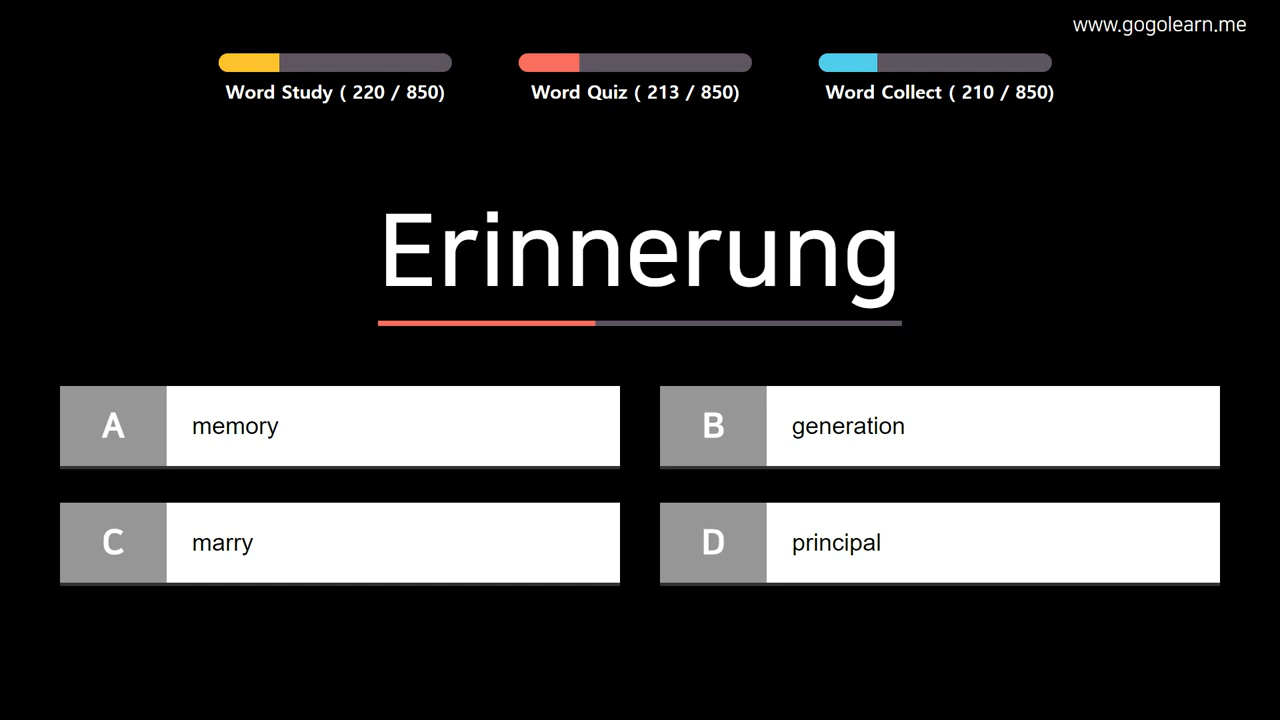 www.gogolearn.me
Word Study ( 220 / 850)
Word Quiz ( 213 / 850)
Word Collect ( 210 / 850)
Erinnerung
A memory
B generation
C marry
D principal